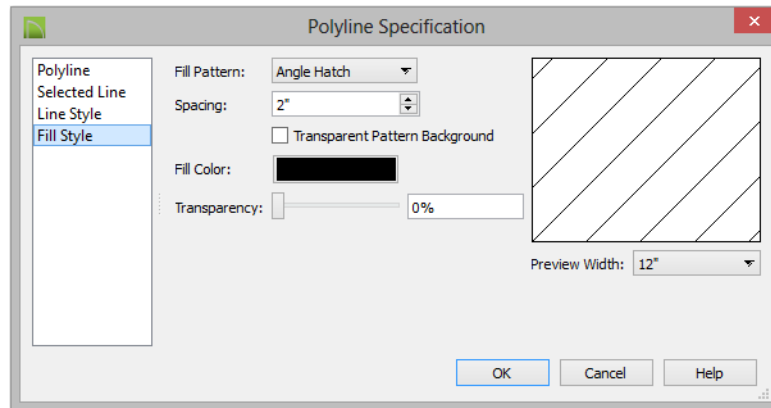 Polyline Specification
Polyline
Selected Line
Line Style
Fill Style
Fill Pattern: Angle Hatch
Spacing: 2"
Transparent Pattern Background
Fill Color:
Transparency: 0%
Preview Width: 12"
OK Cancel Help